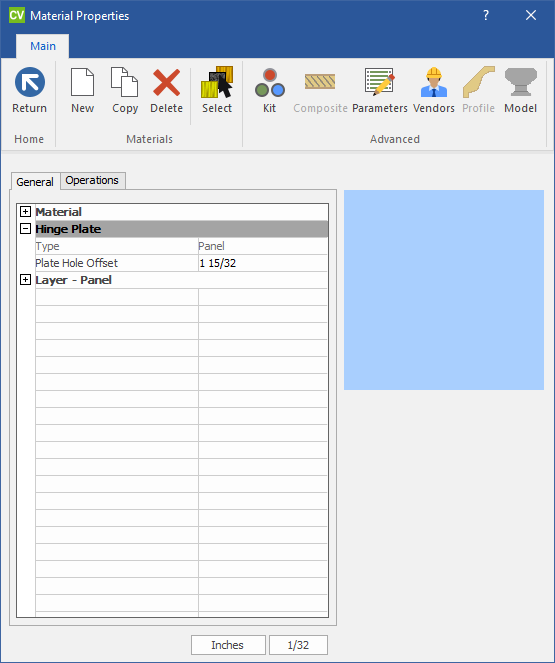 CV Material Properties ?
Main
Return New Copy Delete Select Kit Composite Parameters Vendors Profile Model
Home Materials Advanced
General Operations
Material
Hinge Plate
Type Panel
Plate Hole Offset 1 15/32
Layer - Panel
Inches 1/32